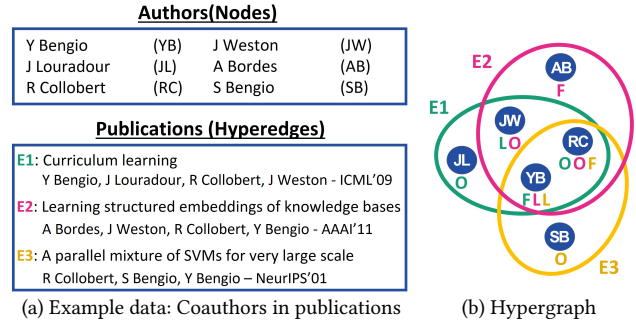 Authors(Nodes)
Y Bengio (YB) J Weston (JW)
J Louradour (JL) A Bordes (AB)
R Collobert (RC) S Bengio (SB)
Publications (Hyperedges)
E1: Curriculum learning
Y Bengio, J Louradour, R Collobert, J Weston - ICML'09
E2: Learning structured embeddings of knowledge bases
A Bordes, J Weston, R Collobert, Y Bengio - AAAI'11
E3: A parallel mixture of SVMs for very large scale
R Collobert, S Bengio, Y Bengio – NeurIPS'01
(a) Example data: Coauthors in publications
E2
AB
F
E1
JW
LO
RC
OOF
JL
O
YB
FLL
SB
O
E3
(b) Hypergraph